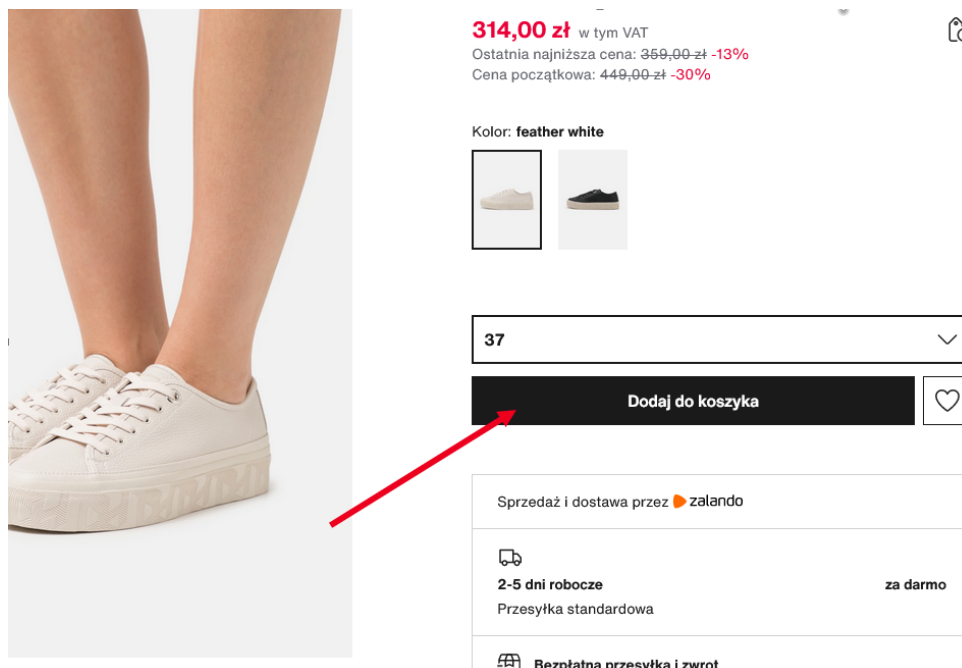 314,00 zł w tym VAT
Ostatnia najniższa cena: 359,00 zł -13%
Cena początkowa: 449,00 zł -30%
Kolor: feather white
37
Dodaj do koszyka
Sprzedaż i dostawa przez zalando
2-5 dni robocze za darmo
Przesyłka standardowa
Bezpłatna przesyłka i zwrot